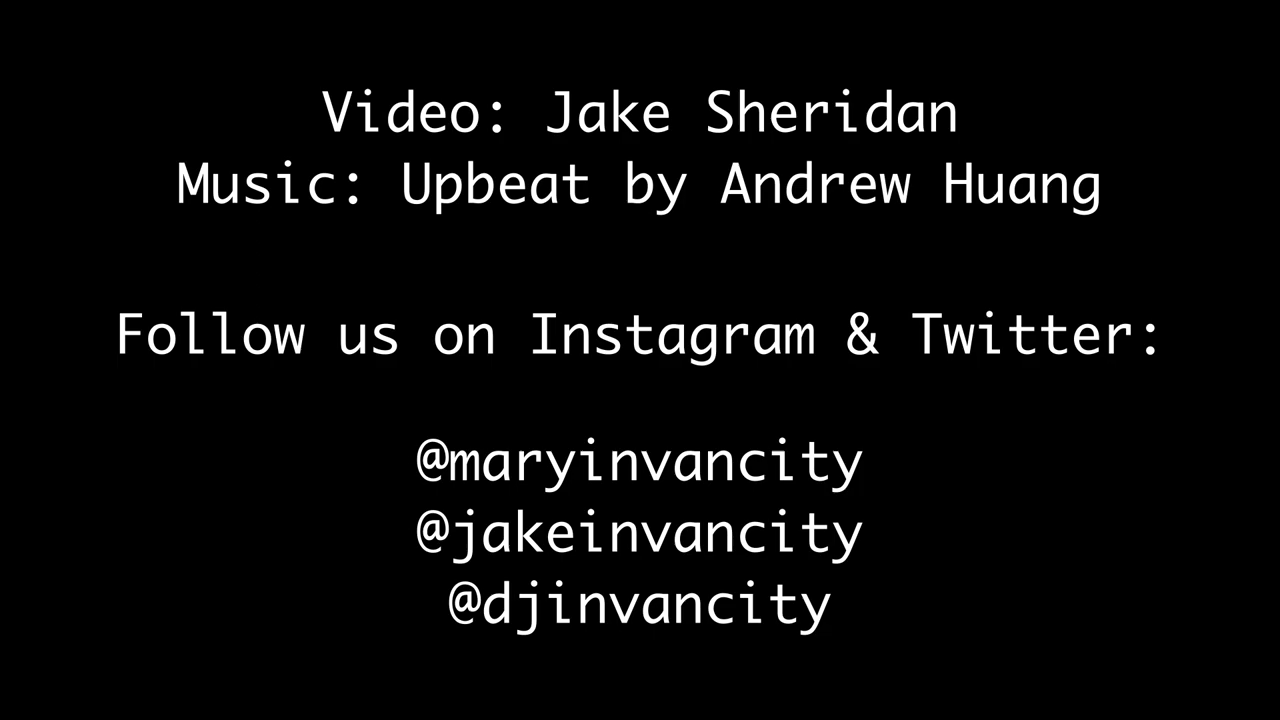 Video: Jake Sheridan
Music: Upbeat by Andrew Huang
Follow us on Instagram & Twitter:
@maryinvancity
@jakeinvancity
@djinvancity